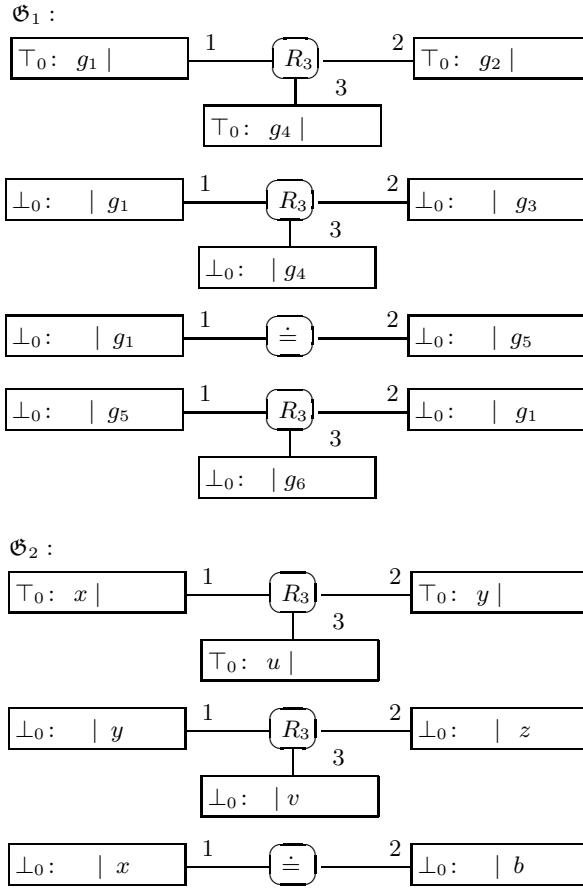 𝔊₁ :
1 2
⊤₀: g₁ | R₃ ⊤₀: g₂ |
3
⊤₀: g₄ |
1 2
⊥₀: | g₁ R₃ ⊥₀: | g₃
3
⊥₀: | g₄
1 2
⊥₀: | g₁ ≐ ⊥₀: | g₅
1 2
⊥₀: | g₅ R₃ ⊥₀: | g₁
3
⊥₀: | g₆
𝔊₂ :
1 2
⊤₀: x | R₃ ⊤₀: y |
3
⊤₀: u |
1 2
⊥₀: | y R₃ ⊥₀: | z
3
⊥₀: | v
1 2
⊥₀: | x ≐ ⊥₀: | b